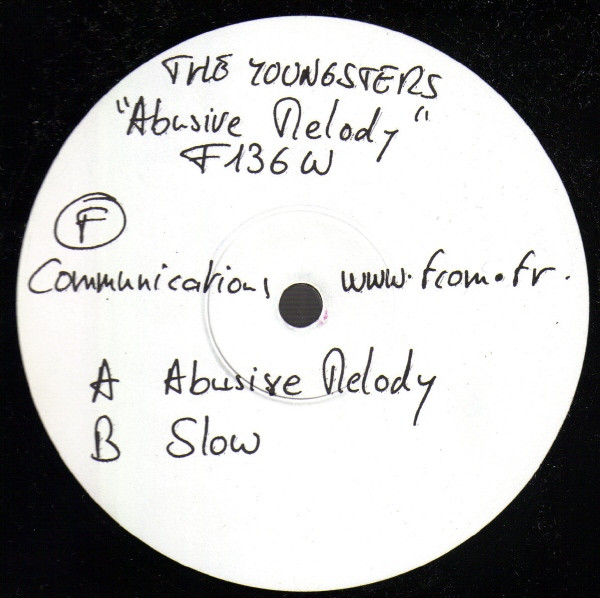 THE YOUNGSTERS
"Abusive Melody"
F136W
F
Communications www.fcom.fr.
A Abusive Melody
B Slow